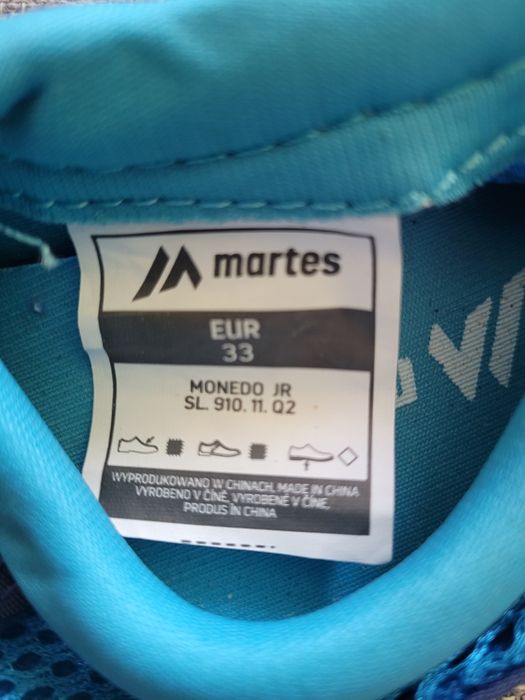 martes
EUR
33
MONEDO JR
SL. 910. 11. Q2
WYPRODUKOWANO W CHINACH, MADE IN CHINA
VYROBENO V ČÍNĚ, VYROBENÉ V ČÍNE,
PRODUS ÎN CHINA